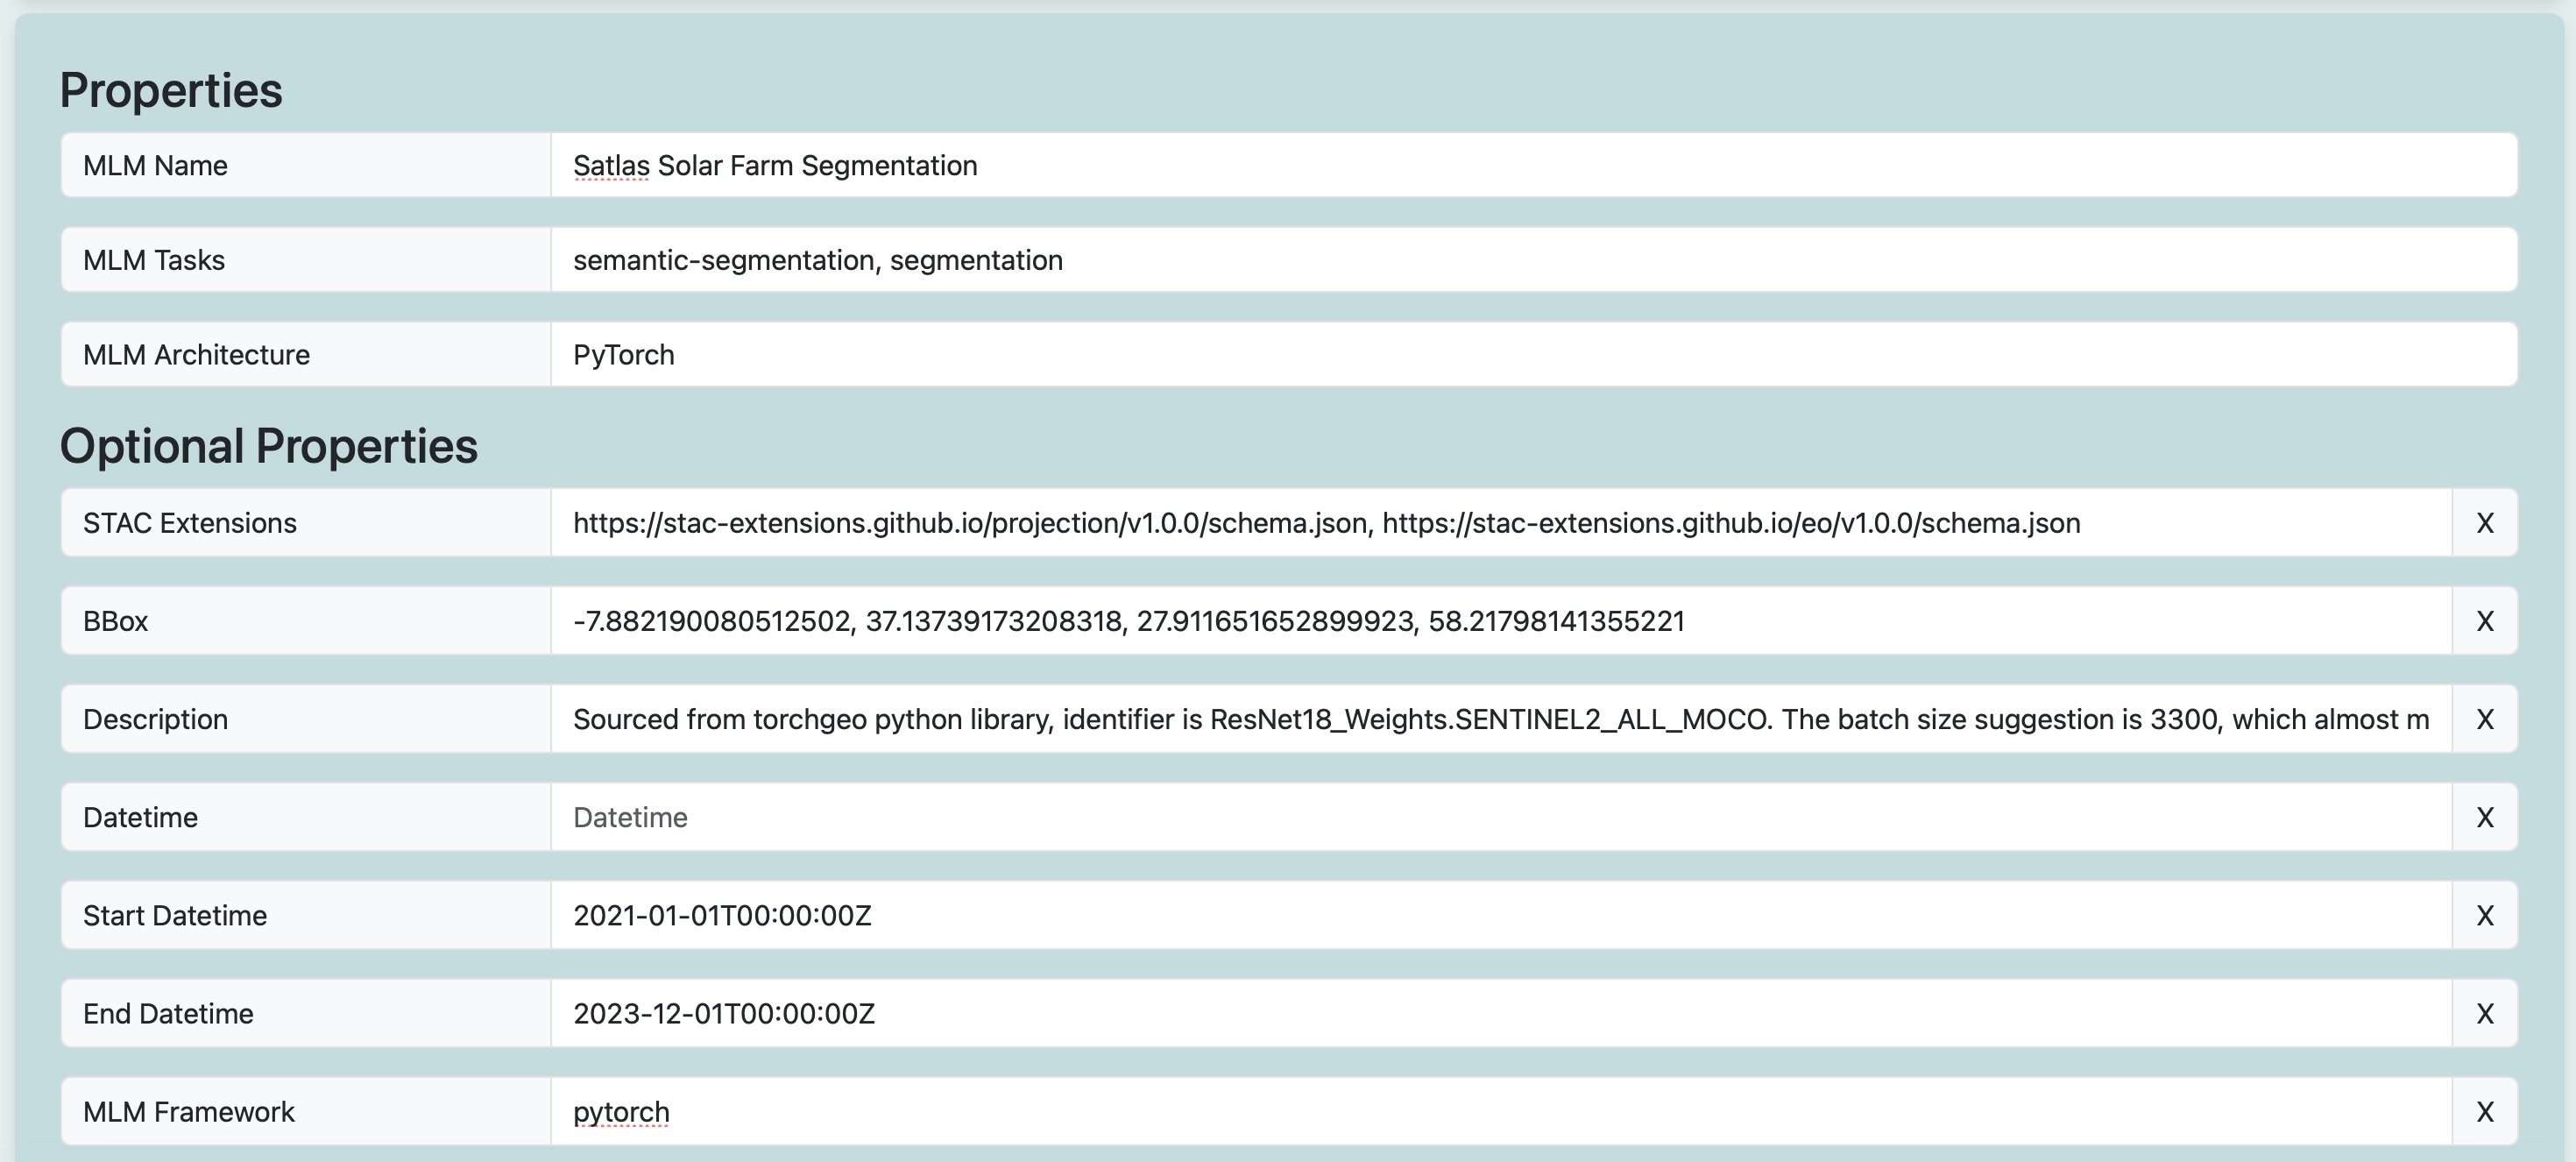 Properties
MLM Name Satlas Solar Farm Segmentation
MLM Tasks semantic-segmentation, segmentation
MLM Architecture PyTorch
Optional Properties
STAC Extensions https://stac-extensions.github.io/projection/v1.0.0/schema.json, https://stac-extensions.github.io/eo/v1.0.0/schema.json X
BBox -7.882190080512502, 37.13739173208318, 27.911651652899923, 58.21798141355221 X
Description Sourced from torchgeo python library, identifier is ResNet18_Weights.SENTINEL2_ALL_MOCO. The batch size suggestion is 3300, which almost m X
Datetime Datetime X
Start Datetime 2021-01-01T00:00:00Z X
End Datetime 2023-12-01T00:00:00Z X
MLM Framework pytorch X